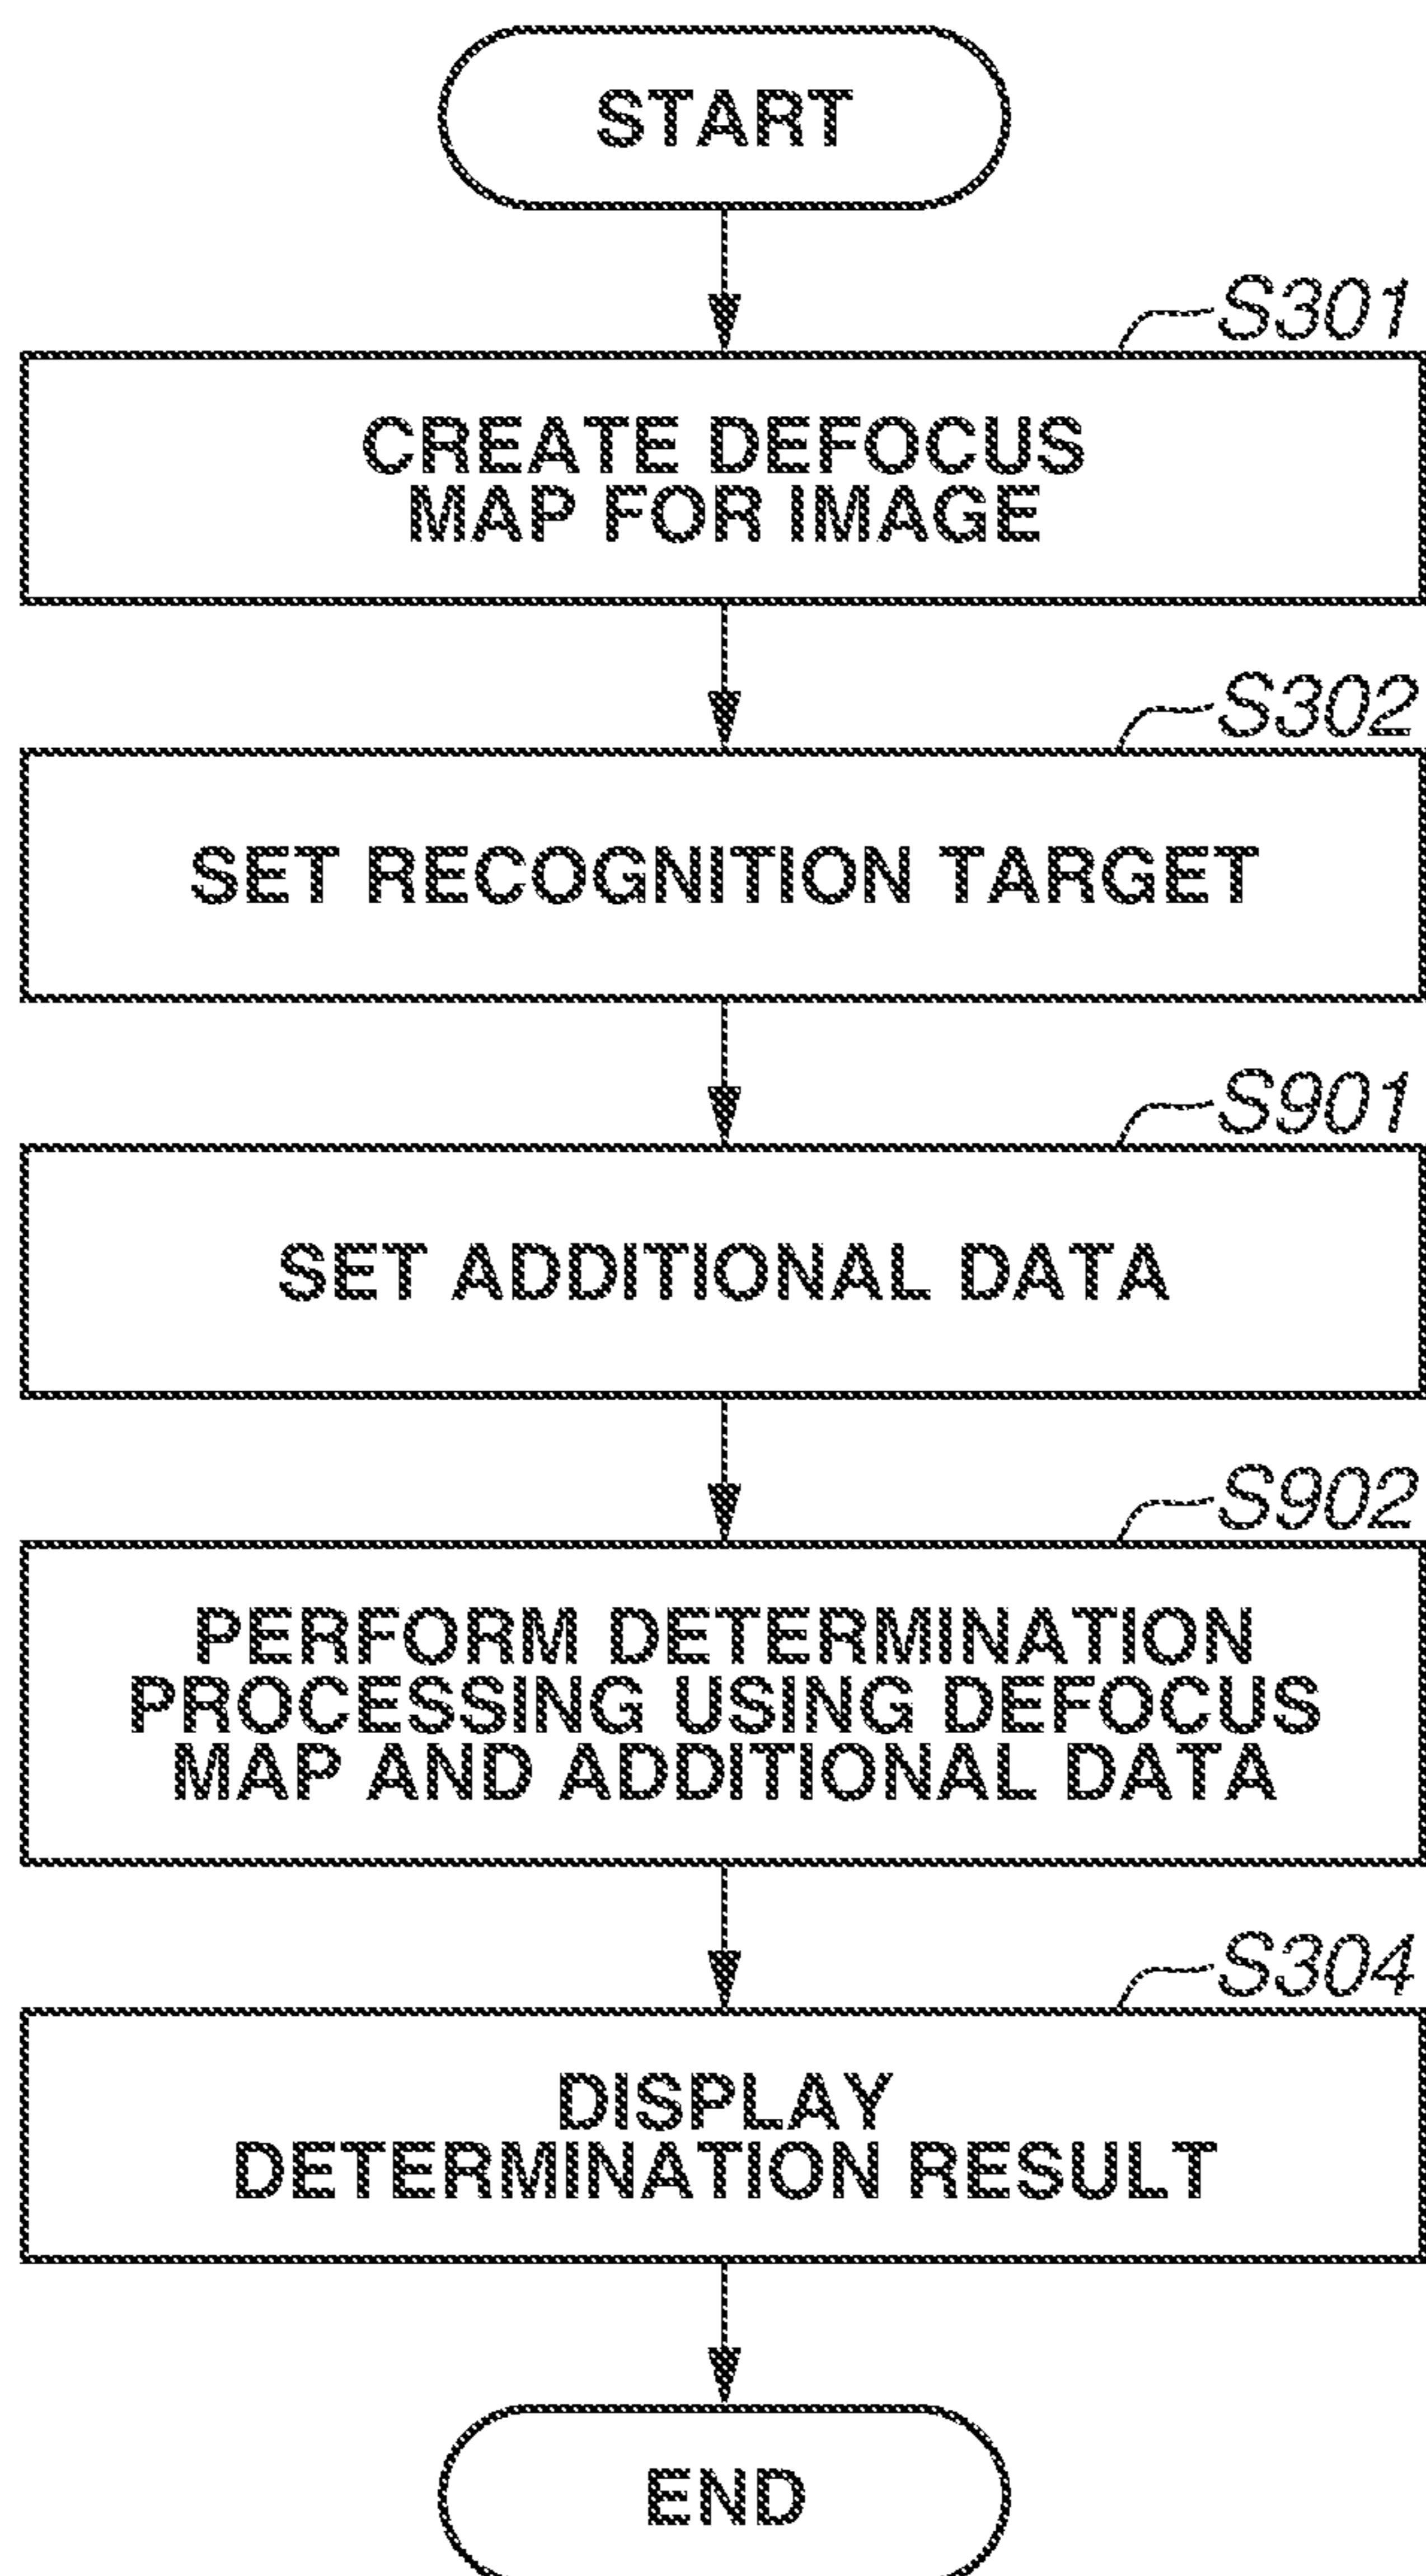 START
S301
CREATE DEFOCUS
MAP FOR IMAGE
S302
SET RECOGNITION TARGET
S901
SET ADDITIONAL DATA
S902
PERFORM DETERMINATION
PROCESSING USING DEFOCUS
MAP AND ADDITIONAL DATA
S304
DISPLAY
DETERMINATION RESULT
END